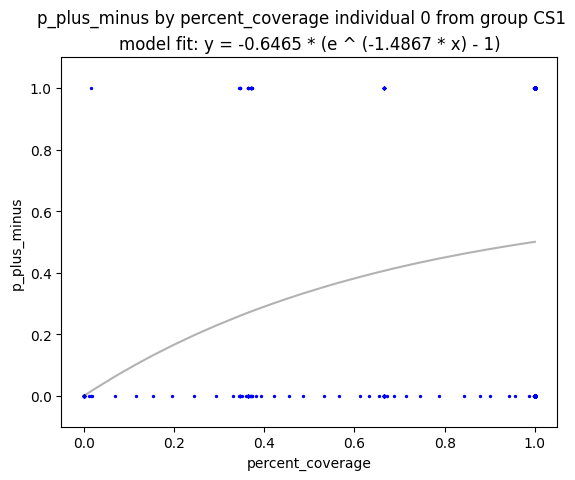 p_plus_minus by percent_coverage individual 0 from group CS1
model fit: y = -0.6465 * (e ^ (-1.4867 * x) - 1)
1.0
0.8
0.6
0.4
0.2
0.0
p_plus_minus
0.0 0.2 0.4 0.6 0.8 1.0
percent_coverage